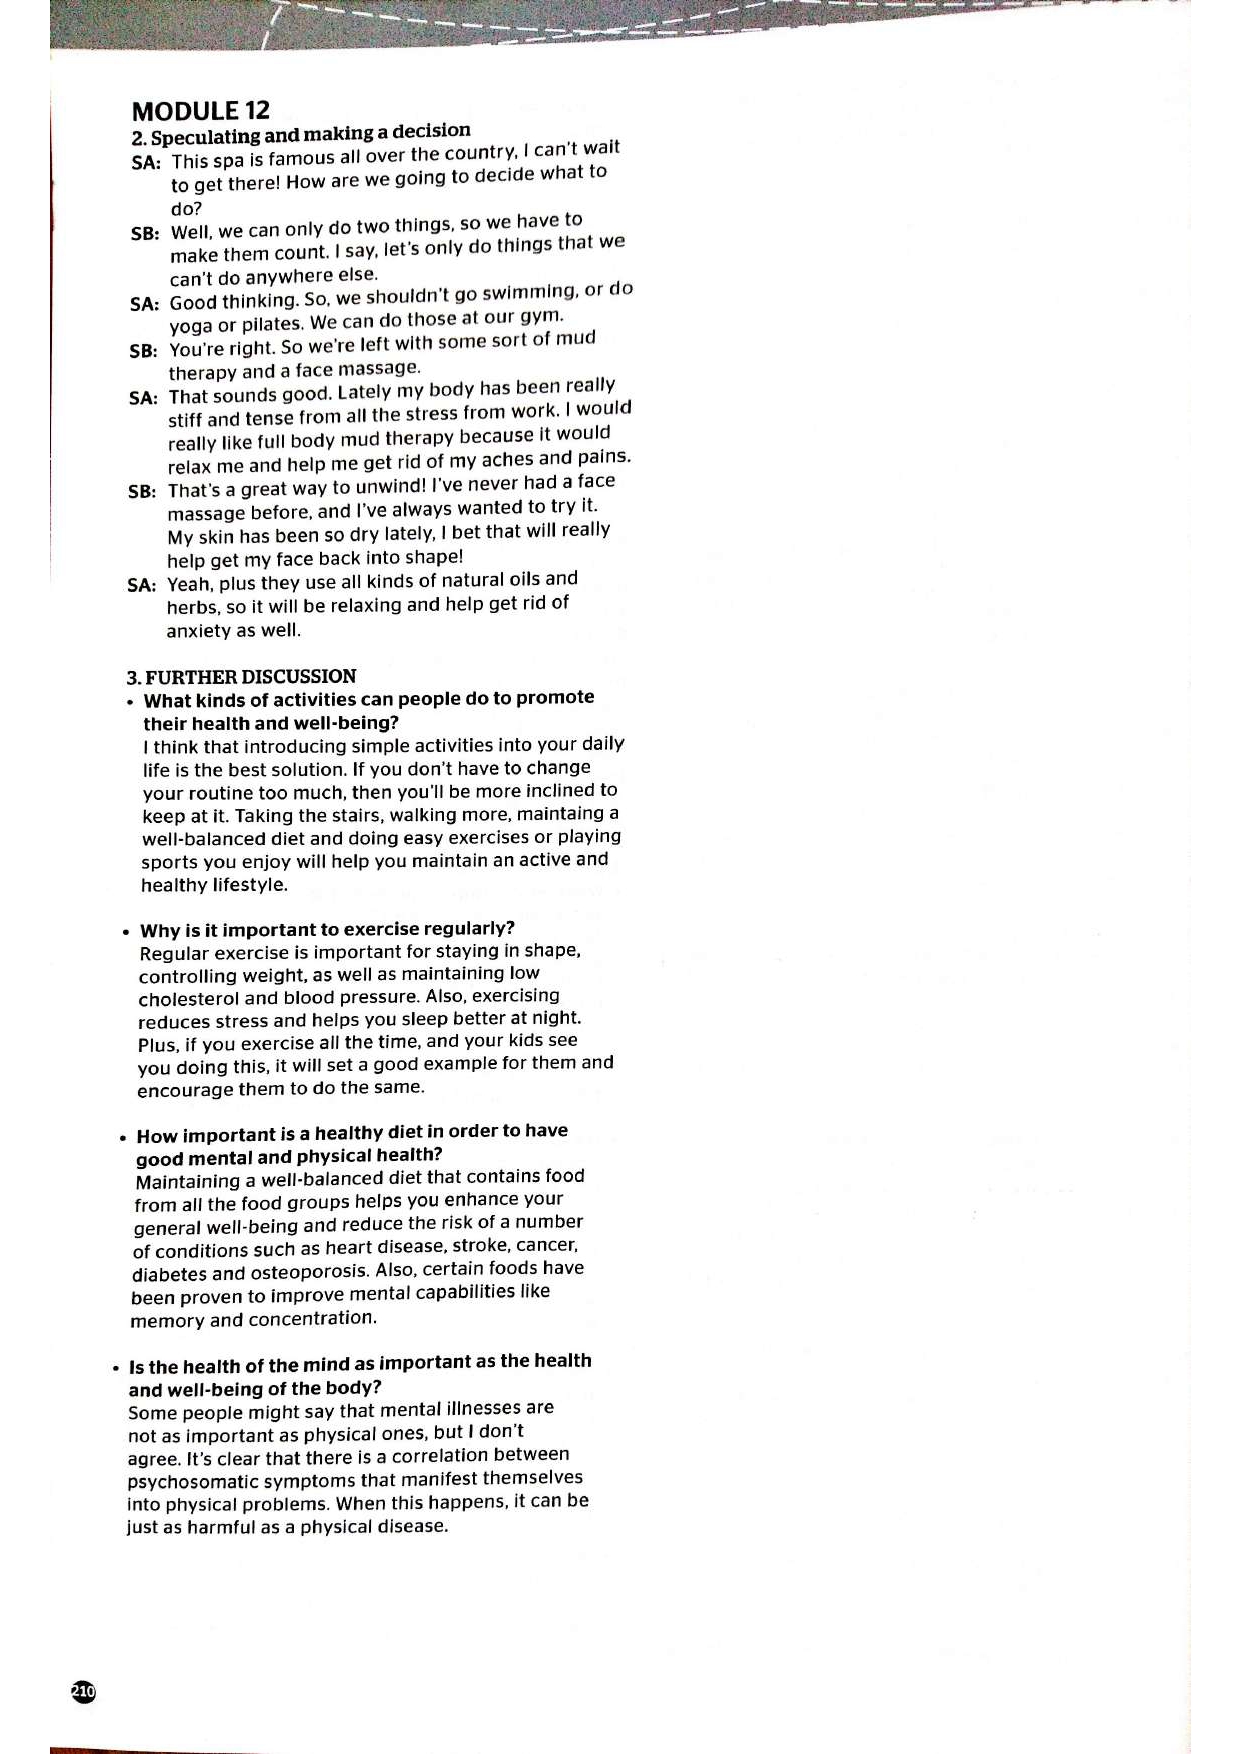 MODULE 12
2. Speculating and making a decision
SA: This spa is famous all over the country, I can't wait
to get there! How are we going to decide what to
do?
SB: Well, we can only do two things, so we have to
make them count. I say, let's only do things that we
can't do anywhere else.
SA: Good thinking. So, we shouldn't go swimming, or do
yoga or pilates. We can do those at our gym.
SB: You're right. So we're left with some sort of mud
therapy and a face massage.
SA: That sounds good. Lately my body has been really
stiff and tense from all the stress from work. I would
really like full body mud therapy because it would
relax me and help me get rid of my aches and pains.
SB: That's a great way to unwind! I've never had a face
massage before, and I've always wanted to try it.
My skin has been so dry lately, I bet that will really
help get my face back into shape!
SA: Yeah, plus they use all kinds of natural oils and
herbs, so it will be relaxing and help get rid of
anxiety as well.
3. FURTHER DISCUSSION
• What kinds of activities can people do to promote
their health and well-being?
I think that introducing simple activities into your daily
life is the best solution. If you don't have to change
your routine too much, then you'll be more inclined to
keep at it. Taking the stairs, walking more, maintaing a
well-balanced diet and doing easy exercises or playing
sports you enjoy will help you maintain an active and
healthy lifestyle.
• Why is it important to exercise regularly?
Regular exercise is important for staying in shape,
controlling weight, as well as maintaining low
cholesterol and blood pressure. Also, exercising
reduces stress and helps you sleep better at night.
Plus, if you exercise all the time, and your kids see
you doing this, it will set a good example for them and
encourage them to do the same.
• How important is a healthy diet in order to have
good mental and physical health?
Maintaining a well-balanced diet that contains food
from all the food groups helps you enhance your
general well-being and reduce the risk of a number
of conditions such as heart disease, stroke, cancer,
diabetes and osteoporosis. Also, certain foods have
been proven to improve mental capabilities like
memory and concentration.
• Is the health of the mind as important as the health
and well-being of the body?
Some people might say that mental illnesses are
not as important as physical ones, but I don't
agree. It's clear that there is a correlation between
psychosomatic symptoms that manifest themselves
into physical problems. When this happens, it can be
just as harmful as a physical disease.
210